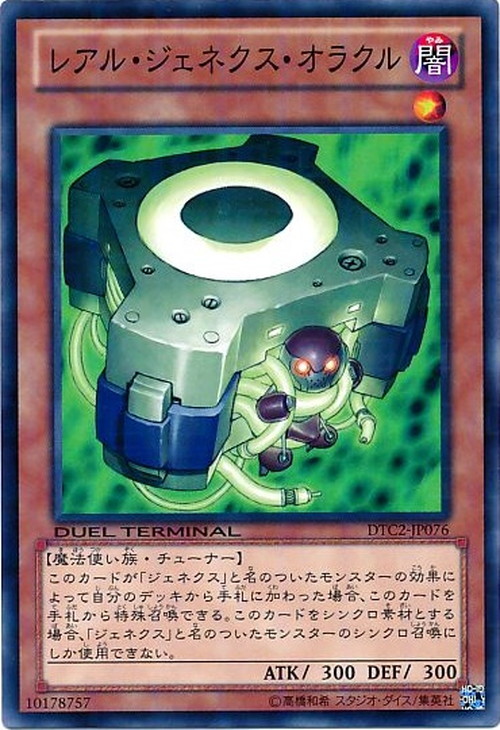 レアル・ジェネクス・オラクル
やみ
闇
DUEL TERMINAL
DTC2-JP076
【魔法使い族・チューナー】
このカードが「ジェネクス」と名のついたモンスターの効果に
よって自分のデッキから手札に加わった場合、このカードを
手札から特殊召喚できる。このカードをシンクロ素材とする
場合、「ジェネクス」と名のついたモンスターのシンクロ召喚に
しか使用できない。
ATK/ 300 DEF/ 300
10178757
©高橋和希 スタジオ・ダイス/集英社